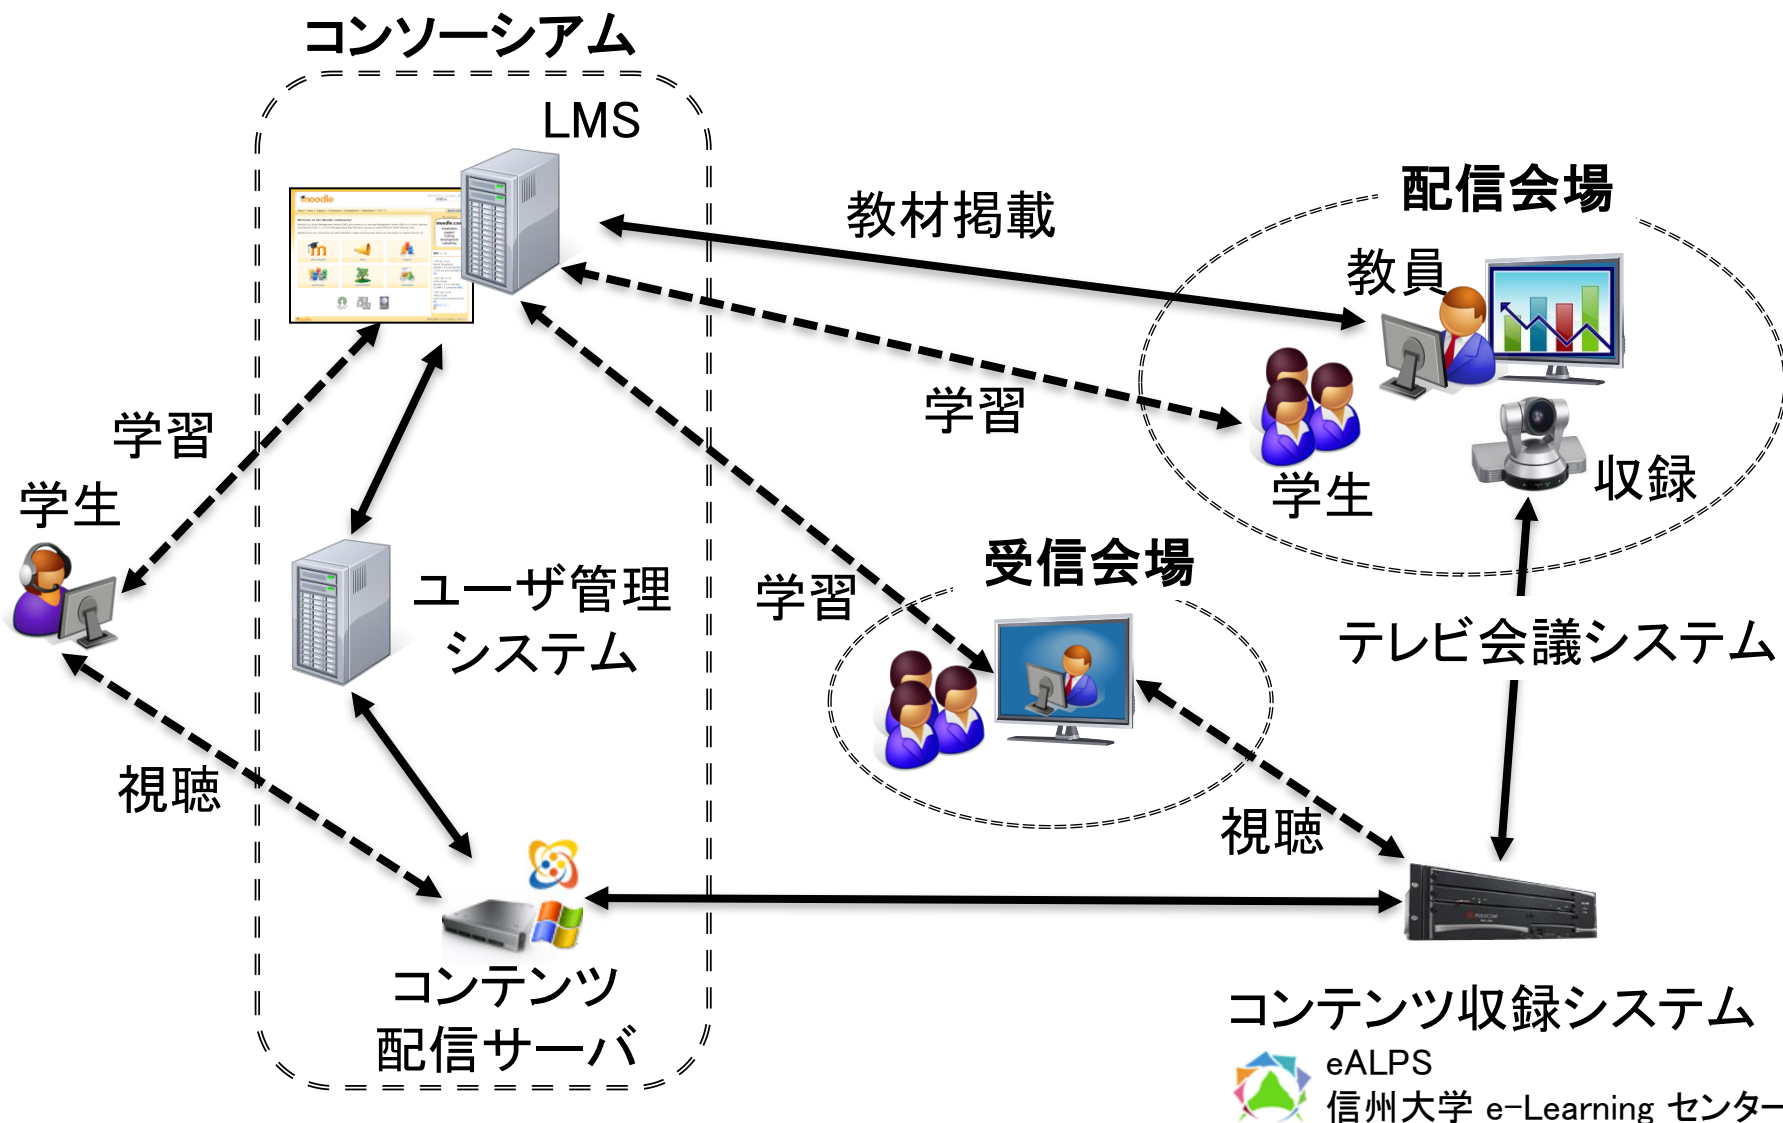 コンソーシアム
LMS
moodle
配信会場
教材掲載
教員
学習
学習
学生
収録
学生
受信会場
ユーザ管理
システム
学習
テレビ会議システム
視聴
視聴
コンテンツ
配信サーバ
コンテンツ収録システム
eALPS
信州大学 e-Learning センター